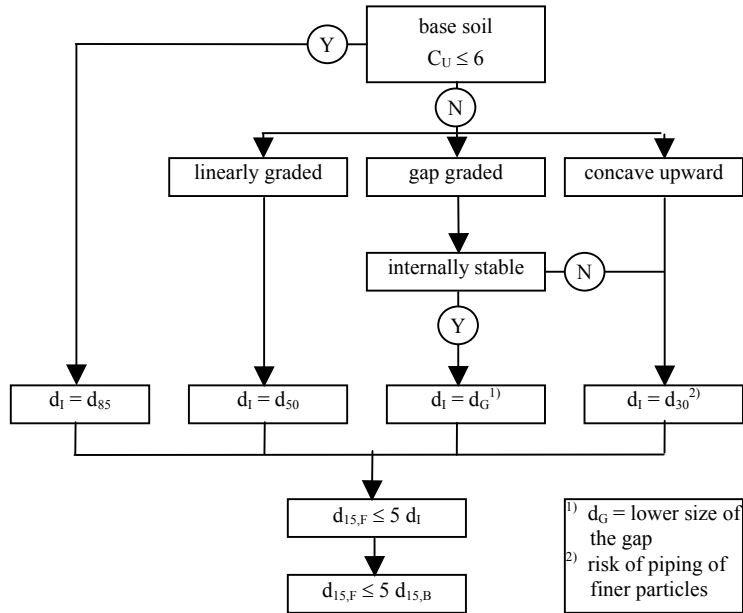 base soil
C_U ≤ 6
Y
N
linearly graded
gap graded
concave upward
internally stable
N
Y
d_I = d_85
d_I = d_50
d_I = d_G^1)
d_I = d_30^2)
d_15,F ≤ 5 d_I
d_15,F ≤ 5 d_15,B
1) d_G = lower size of
the gap
2) risk of piping of
finer particles